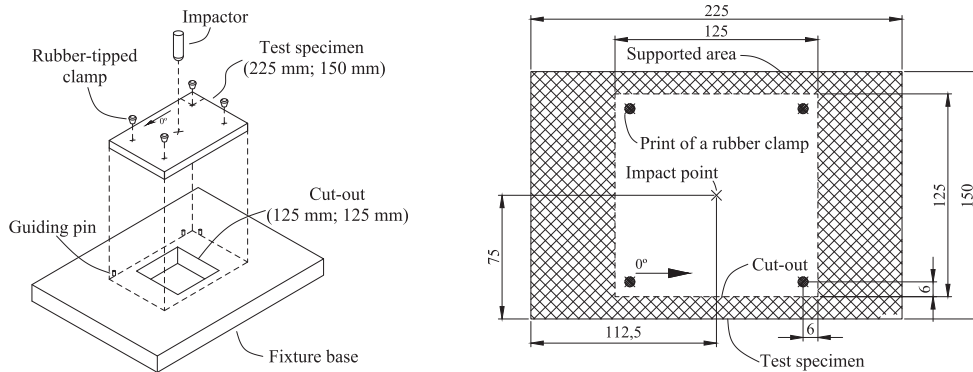 Impactor
Rubber-tipped
clamp
Test specimen
(225 mm; 150 mm)
0º
Cut-out
(125 mm; 125 mm)
Guiding pin
Fixture base
225
125
Supported area
Print of a rubber clamp
Impact point
125
150
75
0º
Cut-out
6
112,5
6
Test specimen